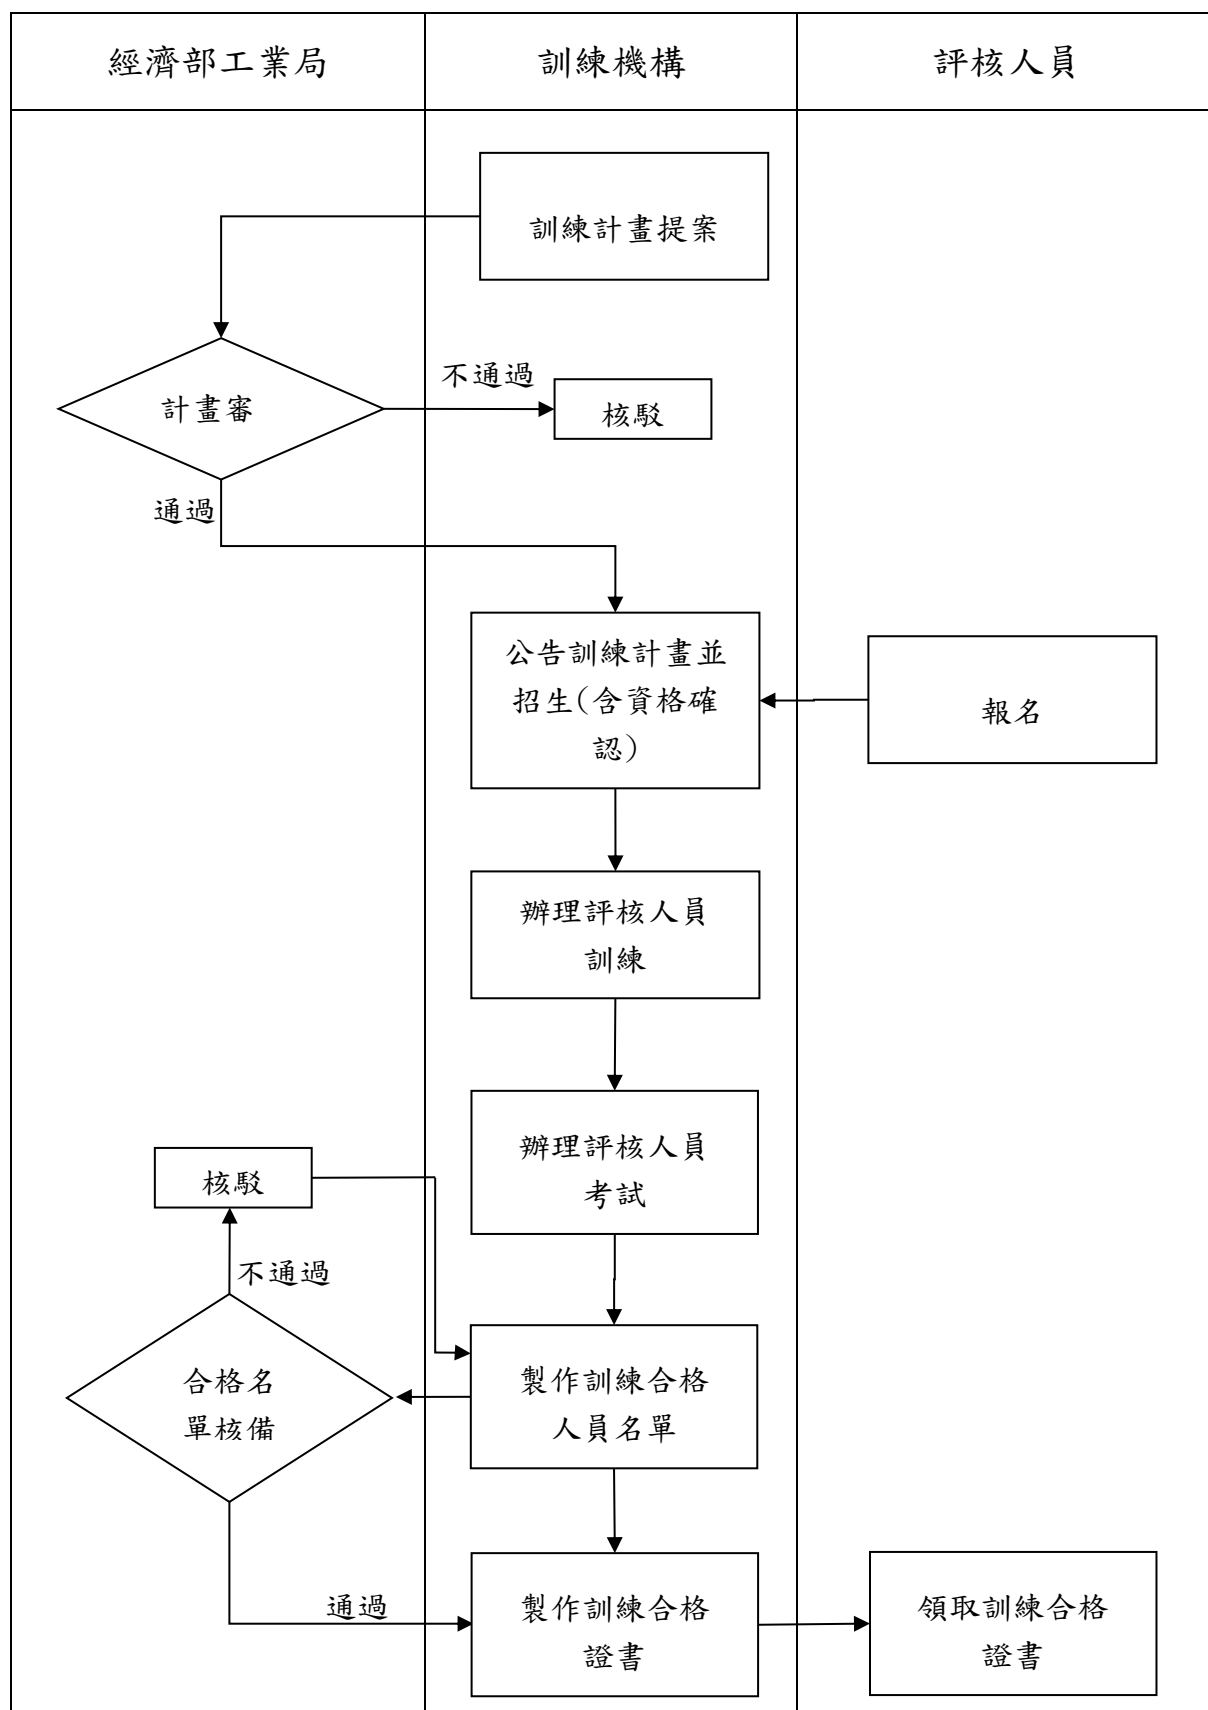 經濟部工業局
訓練機構
評核人員
訓練計畫提案
計畫審
不通過
核駁
通過
公告訓練計畫並
招生(含資格確
認)
報名
辦理評核人員
訓練
辦理評核人員
考試
核駁
不通過
合格名
單核備
製作訓練合格
人員名單
通過
製作訓練合格
證書
領取訓練合格
證書